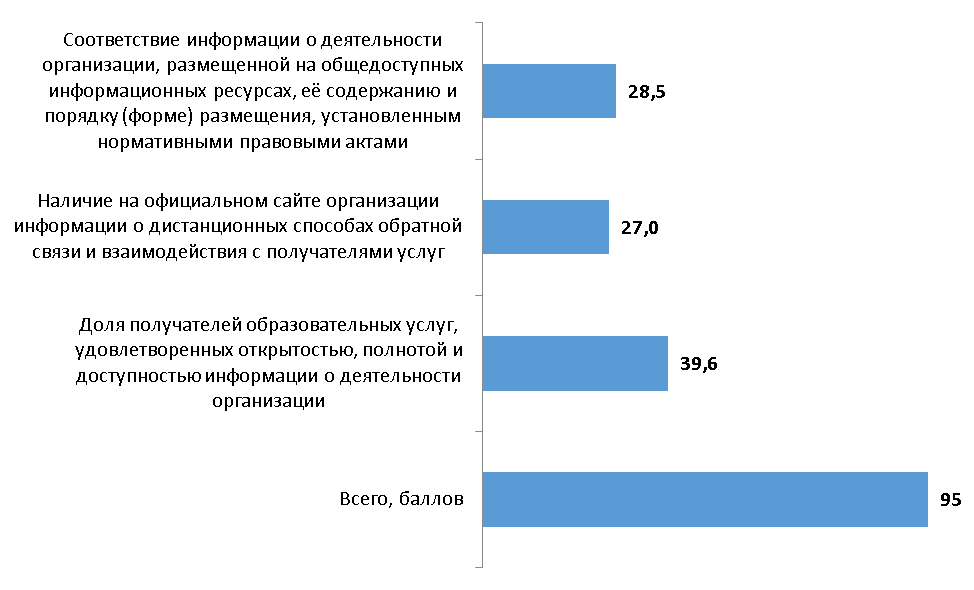 Соответствие информации о деятельности
организации, размещенной на общедоступных
информационных ресурсах, её содержанию и
порядку (форме) размещения, установленным
нормативными правовыми актами
28,5
Наличие на официальном сайте организации
информации о дистанционных способах обратной
связи и взаимодействия с получателями услуг
27,0
Доля получателей образовательных услуг,
удовлетворенных открытостью, полнотой и
доступностью информации о деятельности
организации
39,6
Всего, баллов
95